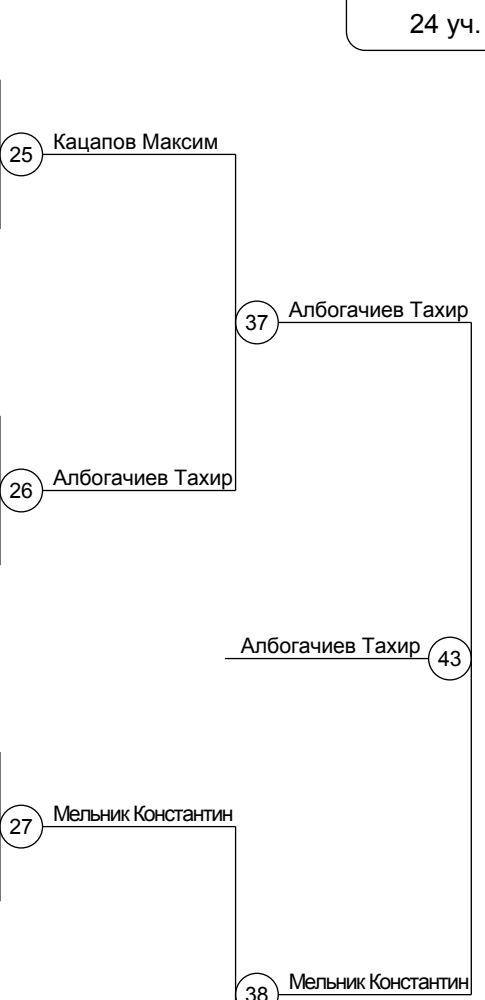 24 уч.
25 Кацапов Максим
37 Албогачиев Тахир
26 Албогачиев Тахир
Албогачиев Тахир 43
27 Мельник Константин
38 Мельник Константин